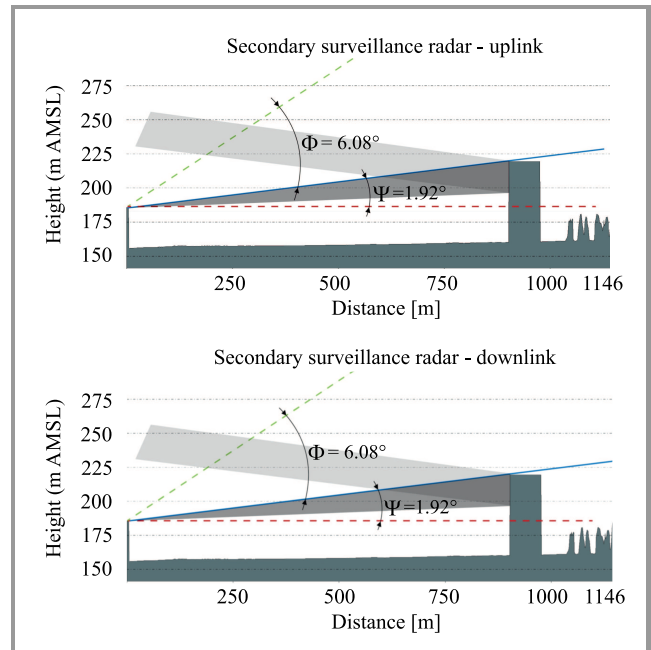 Secondary surveillance radar - uplink
275
250
225
200
175
150
Height (m AMSL)
Φ = 6.08°
Ψ = 1.92°
250
500
750
1000
1146
Distance [m]
Secondary surveillance radar - downlink
275
250
225
200
175
150
Height (m AMSL)
Φ = 6.08°
Ψ = 1.92°
250
500
750
1000
1146
Distance [m]